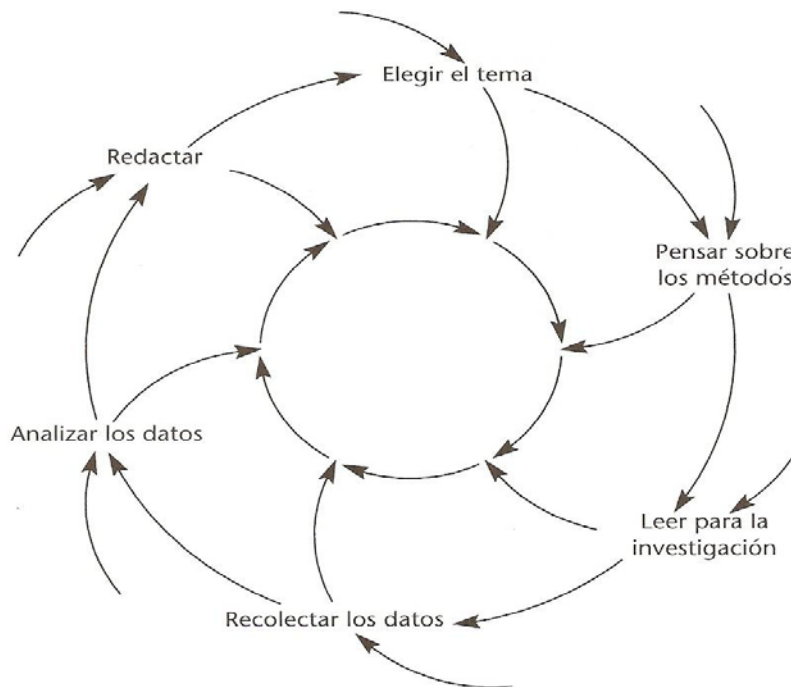 Elegir el tema
Redactar
Pensar sobre
los métodos
Analizar los datos
Leer para la
investigación
Recolectar los datos